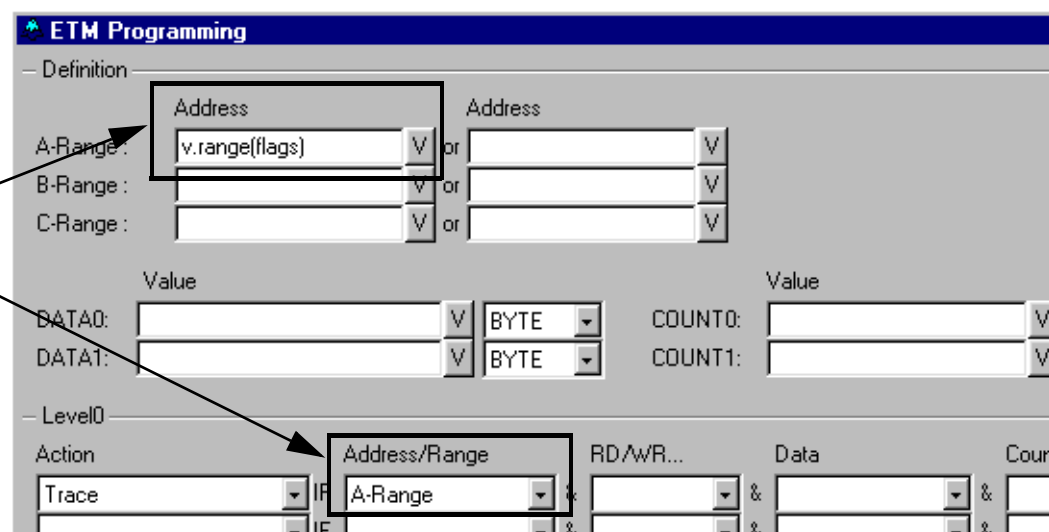 ETM Programming
Definition
Address Address
A-Range : v.range(flags) V or V
B-Range : V or V
C-Range : V or V
Value Value
DATA0: V BYTE COUNT0: V
DATA1: V BYTE COUNT1: V
Level0
Action Address/Range RD/WR... Data
Trace IF A-Range & & &
IF & & &